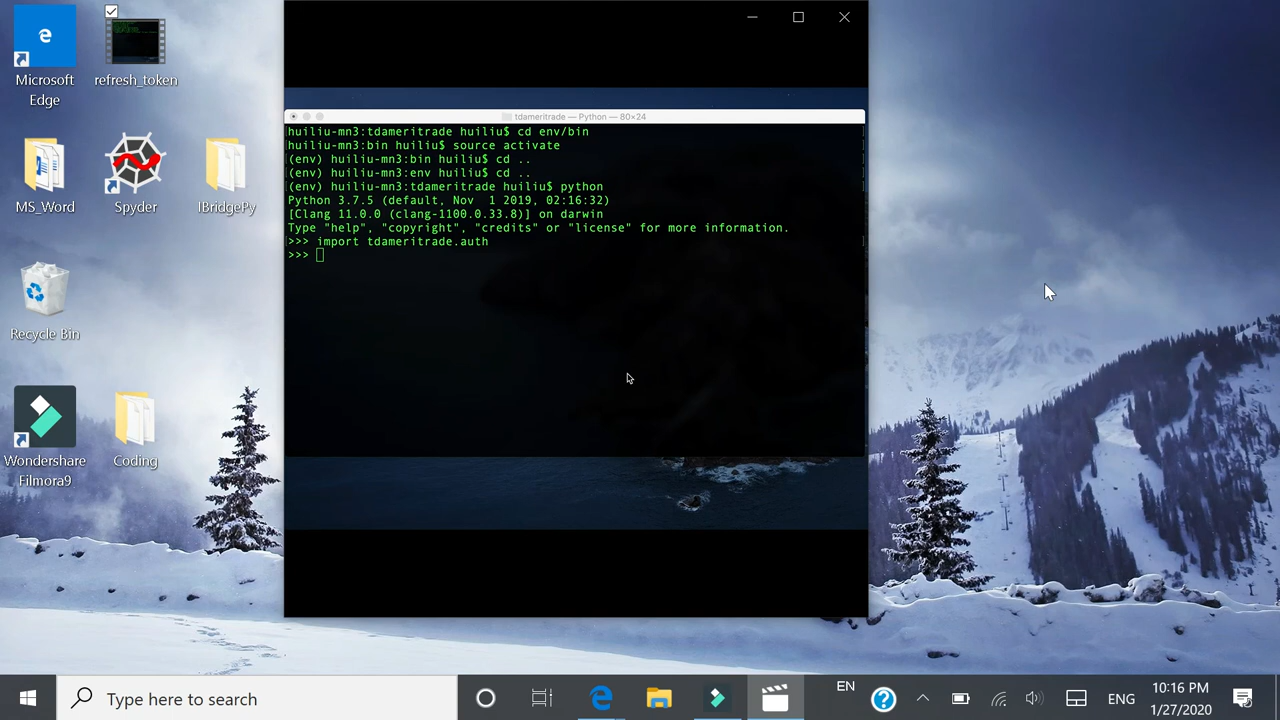 Microsoft
Edge
refresh_token
MS_Word
Spyder
IBridgePy
Recycle Bin
Wondershare
Filmora9
Coding
tdameritrade — Python — 80×24
huiliu-mn3:tdameritrade huiliu$ cd env/bin
huiliu-mn3:bin huiliu$ source activate
(env) huiliu-mn3:bin huiliu$ cd ..
(env) huiliu-mn3:env huiliu$ cd ..
(env) huiliu-mn3:tdameritrade huiliu$ python
Python 3.7.5 (default, Nov  1 2019, 02:16:32)
[Clang 11.0.0 (clang-1100.0.33.8)] on darwin
Type "help", "copyright", "credits" or "license" for more information.
>>> import tdameritrade.auth
>>>
Type here to search
EN
ENG
10:16 PM
1/27/2020